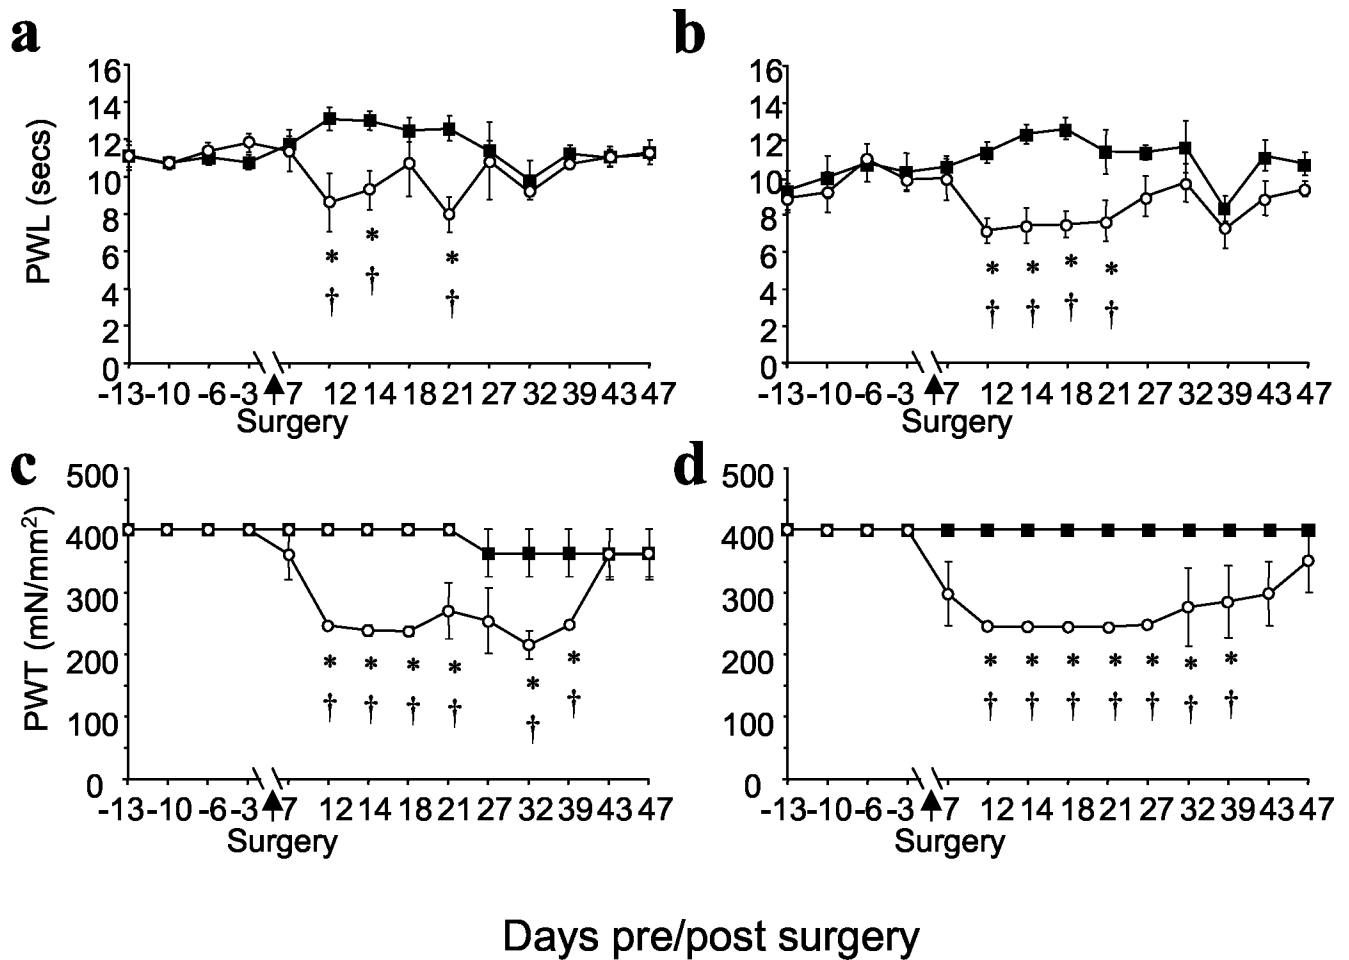 a
16
14
12
10
8
6
4
2
0
PWL (secs)
* * *
† † †
-13 -10 -6 -3 7 12 14 18 21 27 32 39 43 47
Surgery
b
16
14
12
10
8
6
4
2
0
* * * *
† † † †
-13 -10 -6 -3 7 12 14 18 21 27 32 39 43 47
Surgery
c
500
400
300
200
100
0
PWT (mN/mm²)
* * * * * *
† † † † † †
-13 -10 -6 -3 7 12 14 18 21 27 32 39 43 47
Surgery
d
500
400
300
200
100
0
* * * * * * *
† † † † † † †
-13 -10 -6 -3 7 12 14 18 21 27 32 39 43 47
Surgery
Days pre/post surgery